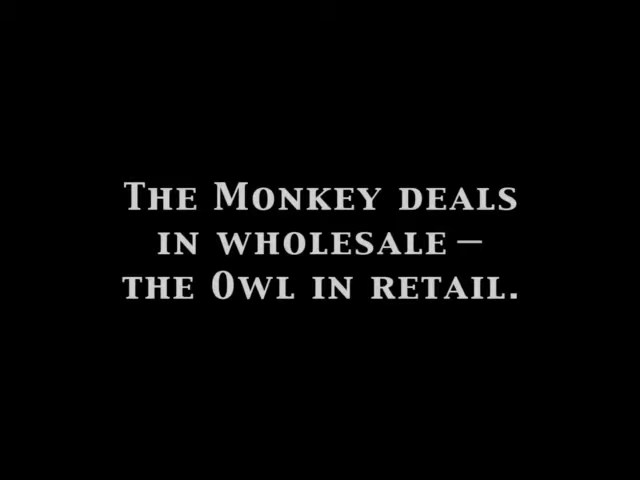 The Monkey deals
in wholesale—
the Owl in retail.